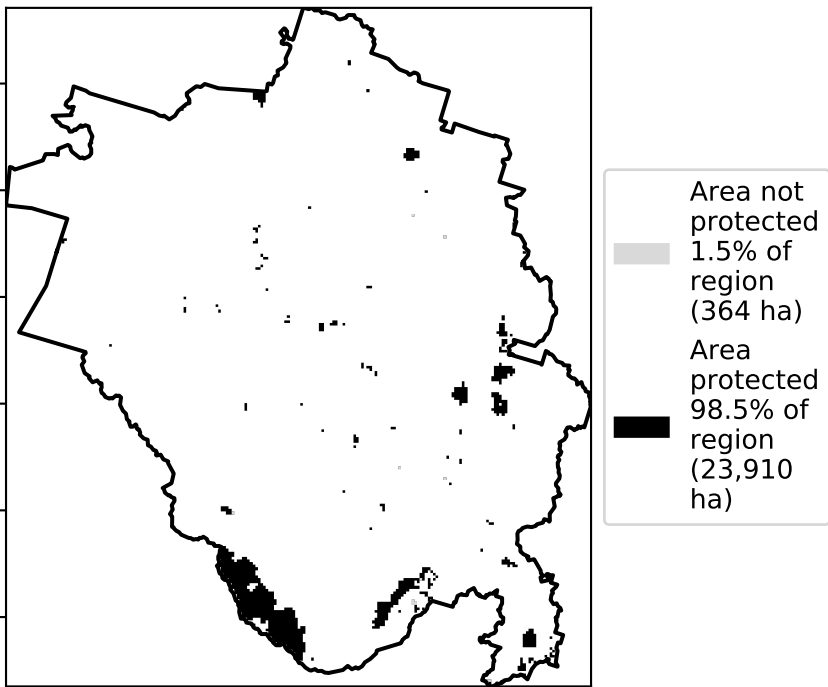 Area not
protected
1.5% of
region
(364 ha)
Area
protected
98.5% of
region
(23,910
ha)